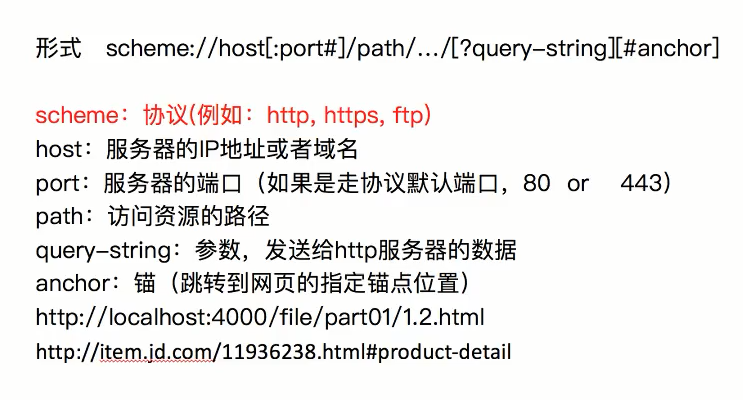 形式 scheme://host[:port#]/path/.../[?query-string][#anchor]
scheme：协议(例如：http, https, ftp)
host：服务器的IP地址或者域名
port：服务器的端口（如果是走协议默认端口，80 or 443）
path：访问资源的路径
query-string：参数，发送给http服务器的数据
anchor：锚（跳转到网页的指定锚点位置）
http://localhost:4000/file/part01/1.2.html
http://item.jd.com/11936238.html#product-detail